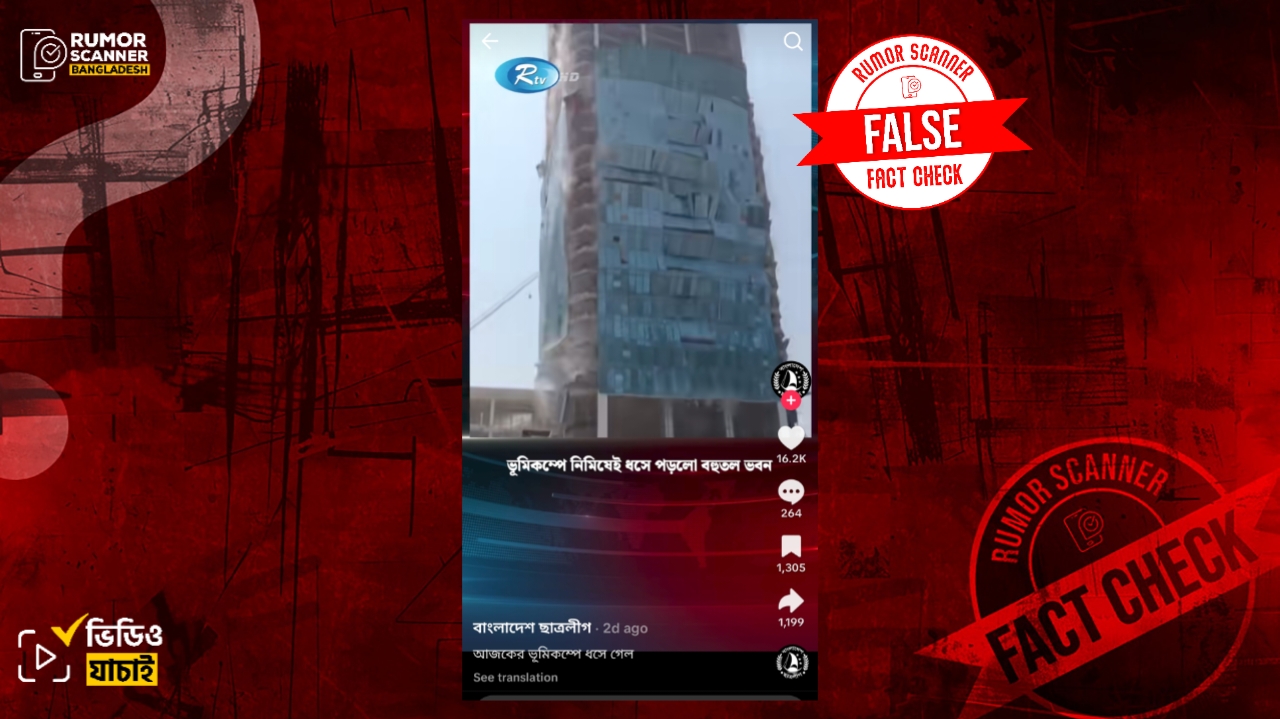 RUMOR
SCANNER
BANGLADESH
Rtv HD
RUMOR SCANNER
FALSE
FACT CHECK
ভূমিকম্পে নিমিষেই ধসে পড়লো বহুতল ভবন
16.2K
264
1,305
1,199
বাংলাদেশ ছাত্রলীগ · 2d ago
আজকের ভূমিকম্পে ধসে গেল
See translation
ভিডিও
যাচাই
RUMOR SCANNER
FACT CHECK